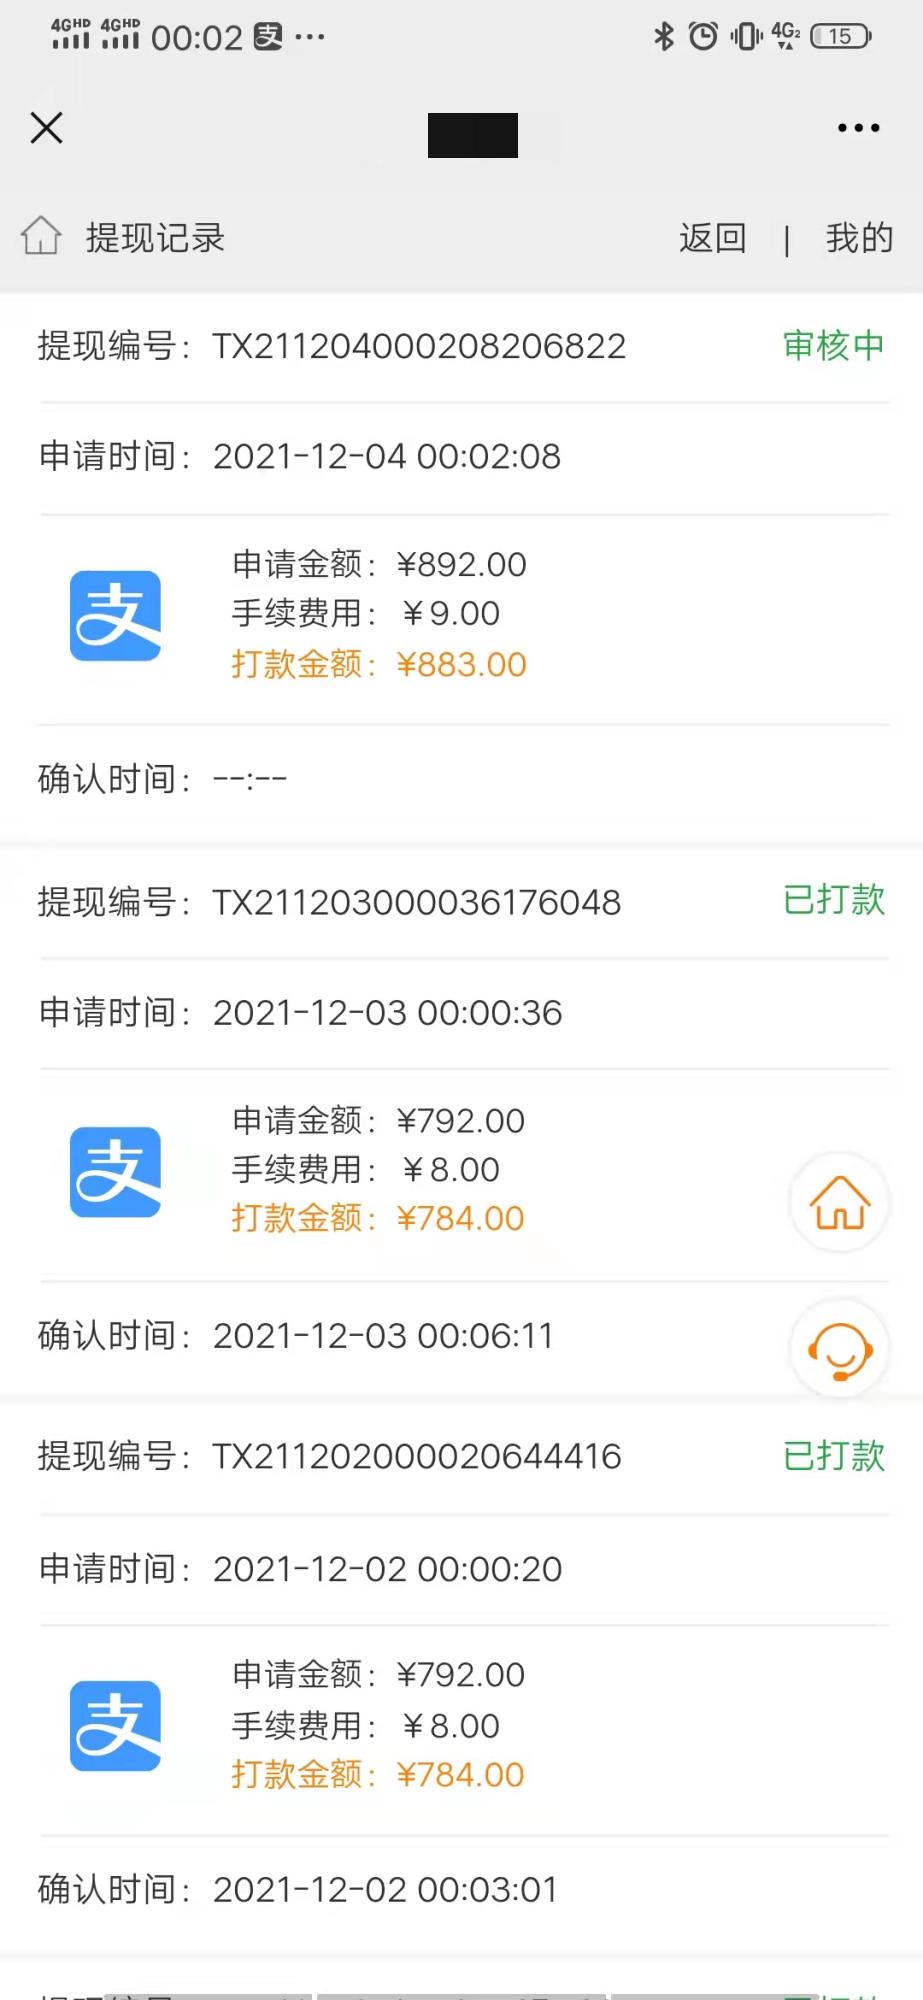 4GHD 4GHD 00:02 支 ··· 4G2 15
提现记录 返回 | 我的
提现编号：TX211204000208206822 审核中
申请时间：2021-12-04 00:02:08
支
申请金额：¥892.00
手续费用：¥9.00
打款金额：¥883.00
确认时间：--:--
提现编号：TX211203000036176048 已打款
申请时间：2021-12-03 00:00:36
支
申请金额：¥792.00
手续费用：¥8.00
打款金额：¥784.00
确认时间：2021-12-03 00:06:11
提现编号：TX211202000020644416 已打款
申请时间：2021-12-02 00:00:20
支
申请金额：¥792.00
手续费用：¥8.00
打款金额：¥784.00
确认时间：2021-12-02 00:03:01